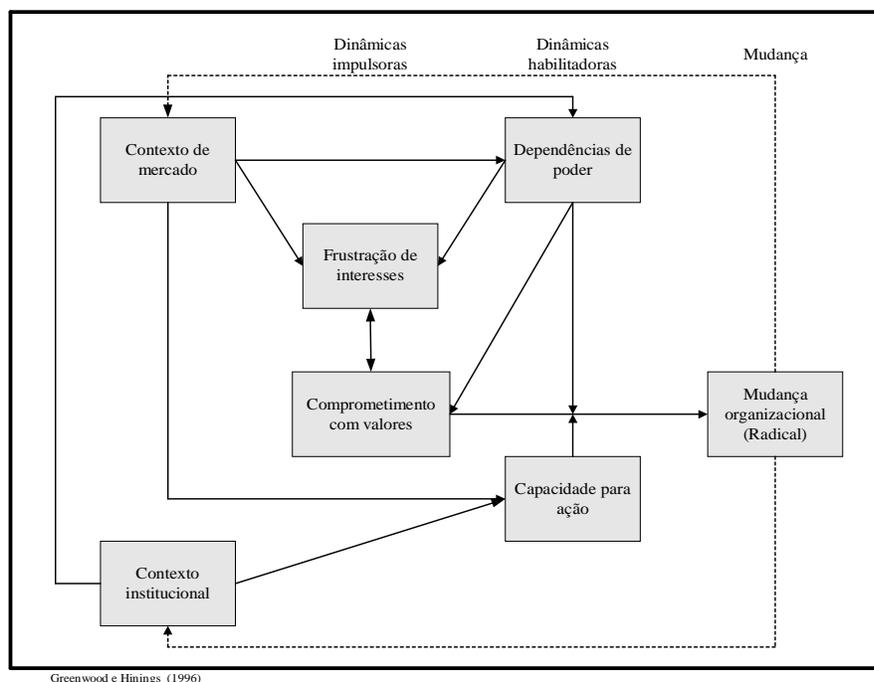 Dinâmicas
impulsoras
Dinâmicas
habilitadoras
Mudança
Contexto de
mercado
Dependências de
poder
Frustração de
interesses
Comprometimento
com valores
Mudança
organizacional
(Radical)
Capacidade para
ação
Contexto
institucional
Greenwood e Hinings (1996)